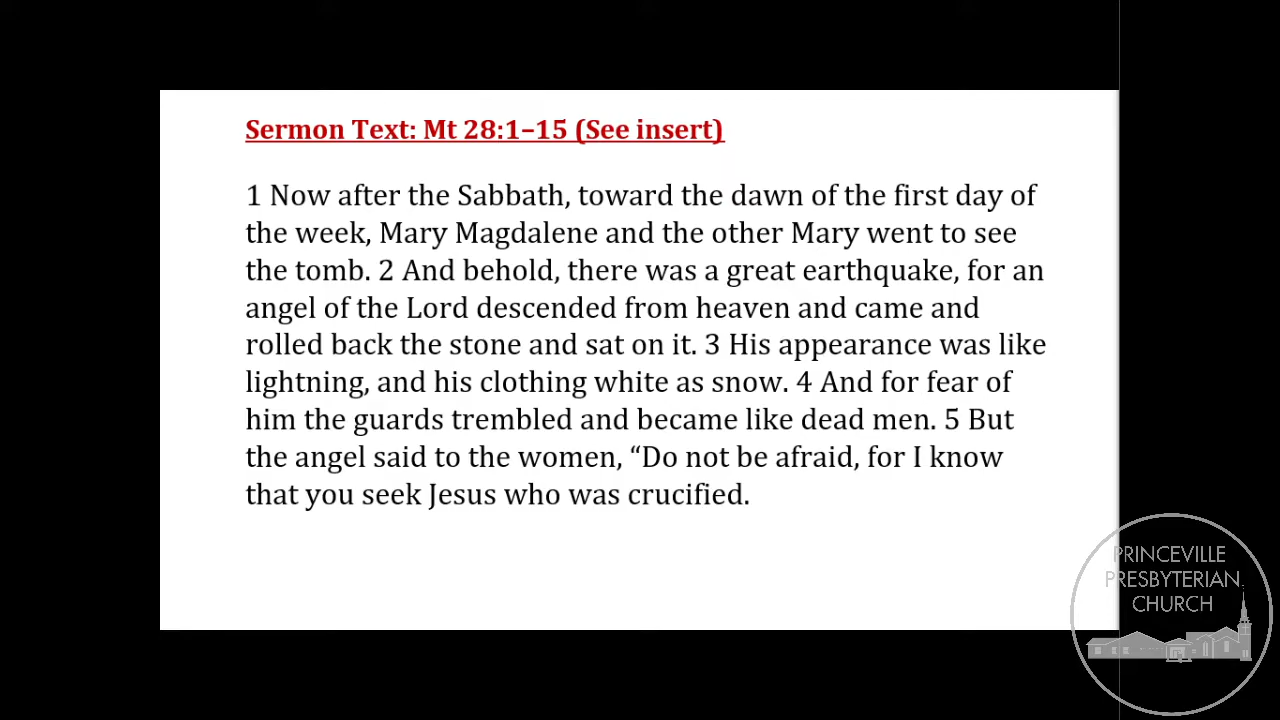 Sermon Text: Mt 28:1–15 (See insert)
1 Now after the Sabbath, toward the dawn of the first day of
the week, Mary Magdalene and the other Mary went to see
the tomb. 2 And behold, there was a great earthquake, for an
angel of the Lord descended from heaven and came and
rolled back the stone and sat on it. 3 His appearance was like
lightning, and his clothing white as snow. 4 And for fear of
him the guards trembled and became like dead men. 5 But
the angel said to the women, “Do not be afraid, for I know
that you seek Jesus who was crucified.
PRINCEVILLE
PRESBYTERIAN
CHURCH